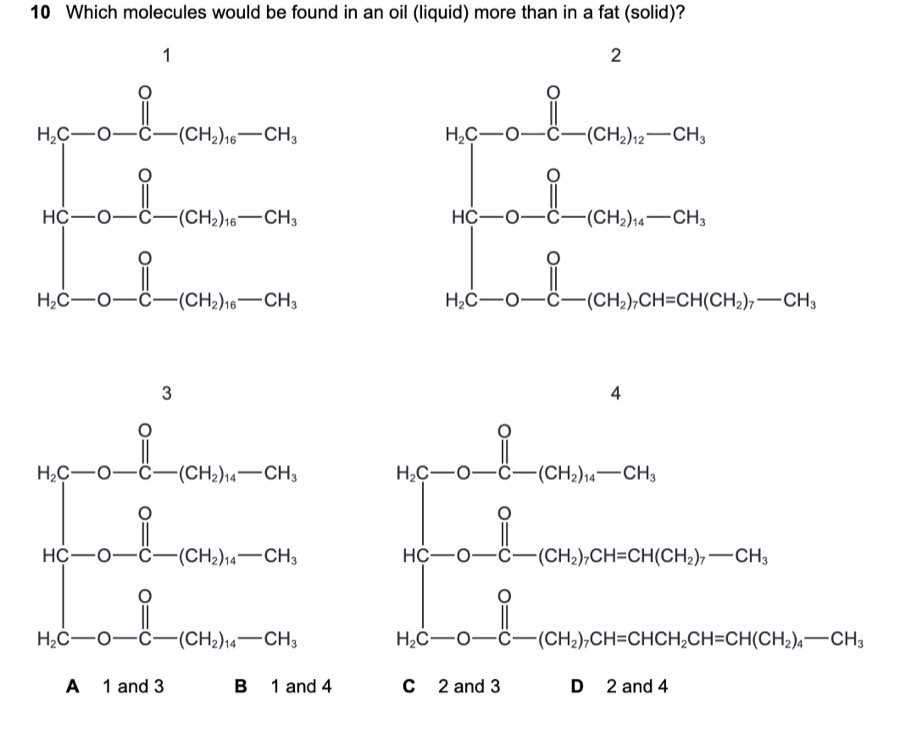 10 Which molecules would be found in an oil (liquid) more than in a fat (solid)?
1
2
O
O
H₂C—O—C—(CH₂)₁₆—CH₃
H₂C—O—C—(CH₂)₁₂—CH₃
O
O
HC—O—C—(CH₂)₁₆—CH₃
HC—O—C—(CH₂)₁₄—CH₃
O
O
H₂C—O—C—(CH₂)₁₆—CH₃
H₂C—O—C—(CH₂)₇CH=CH(CH₂)₇—CH₃
3
4
O
O
H₂C—O—C—(CH₂)₁₄—CH₃
H₂C—O—C—(CH₂)₁₄—CH₃
O
O
HC—O—C—(CH₂)₁₄—CH₃
HC—O—C—(CH₂)₇CH=CH(CH₂)₇—CH₃
O
O
H₂C—O—C—(CH₂)₁₄—CH₃
H₂C—O—C—(CH₂)₇CH=CHCH₂CH=CH(CH₂)₄—CH₃
A 1 and 3 B 1 and 4 C 2 and 3 D 2 and 4